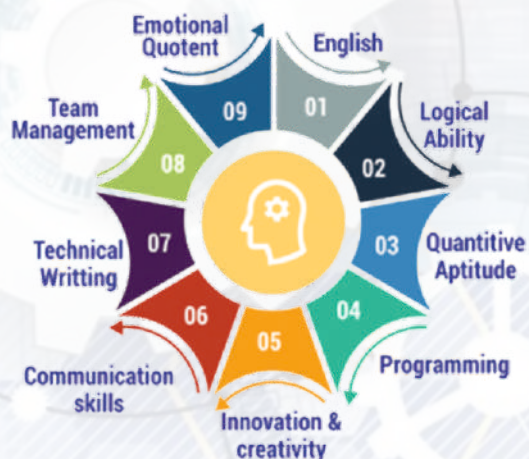 01
English
02
Logical
Ability
03
Quantitive
Aptitude
04
Programming
05
Innovation &
creativity
06
Communication
skills
07
Technical
Writting
08
Team
Management
09
Emotional
Quotent